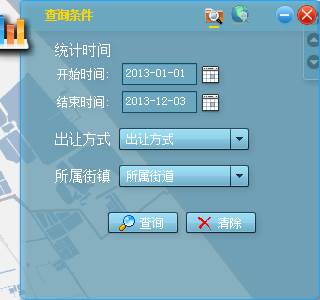 查询条件
统计时间
开始时间: 2013-01-01
结束时间: 2013-12-03
出让方式 出让方式
所属街镇 所属街道
查询 清除